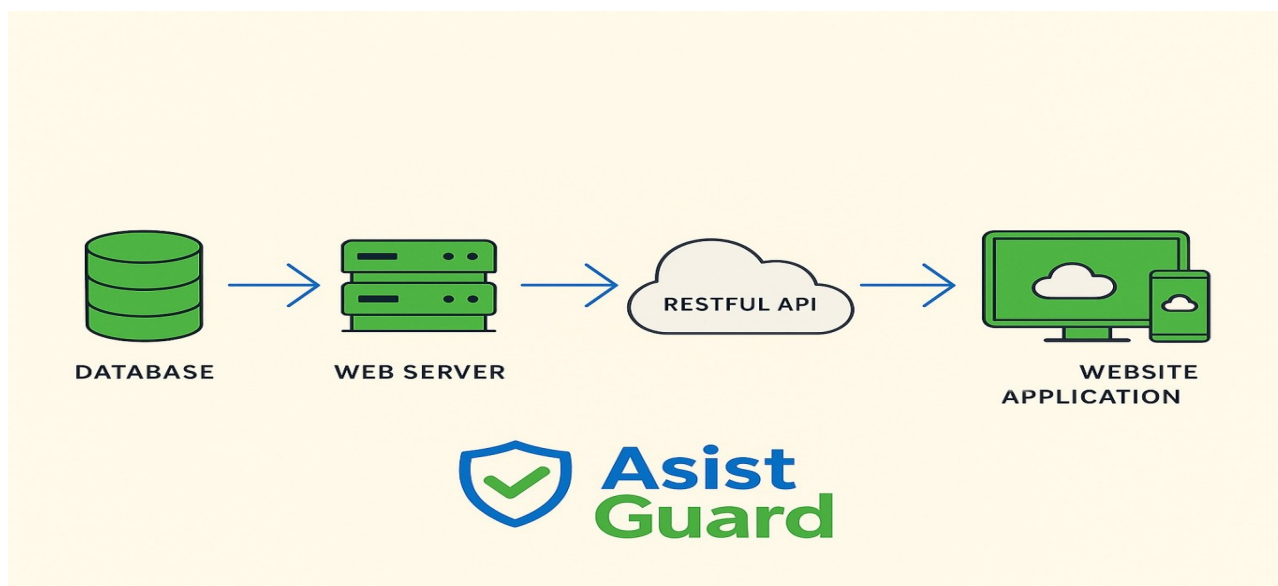 DATABASE
WEB SERVER
RESTFUL API
WEBSITE
APPLICATION
Asist
Guard